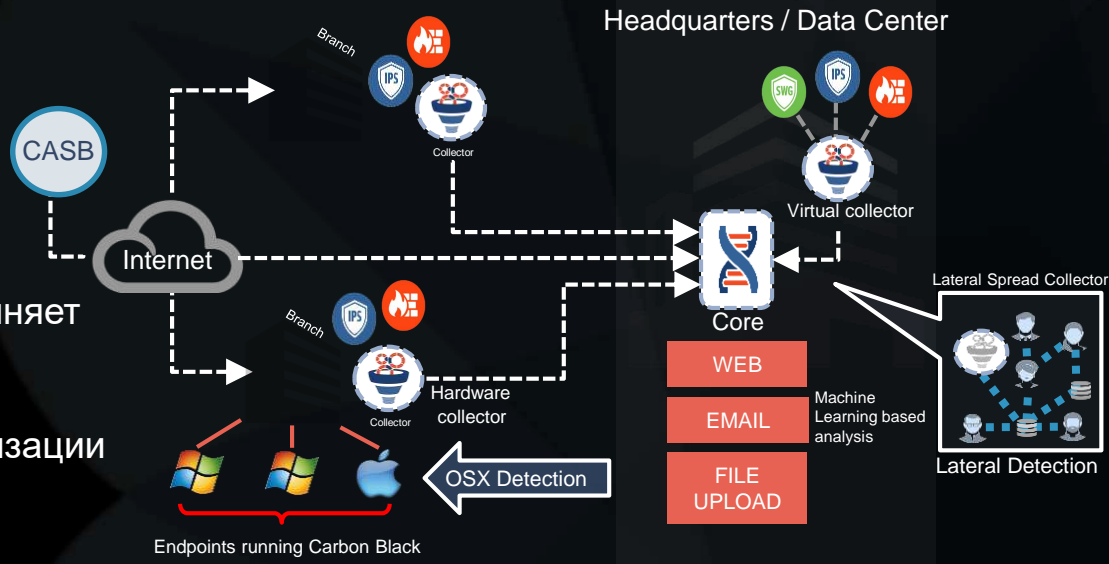 Headquarters / Data Center
Branch
IPS
SWG
IPS
CASB
Collector
Virtual collector
Internet
Lateral Spread Collector
няет
Branch
IPS
Core
WEB
Hardware
collector
Machine
Learning based
analysis
Collector
EMAIL
изации
OSX Detection
FILE
UPLOAD
Lateral Detection
Endpoints running Carbon Black